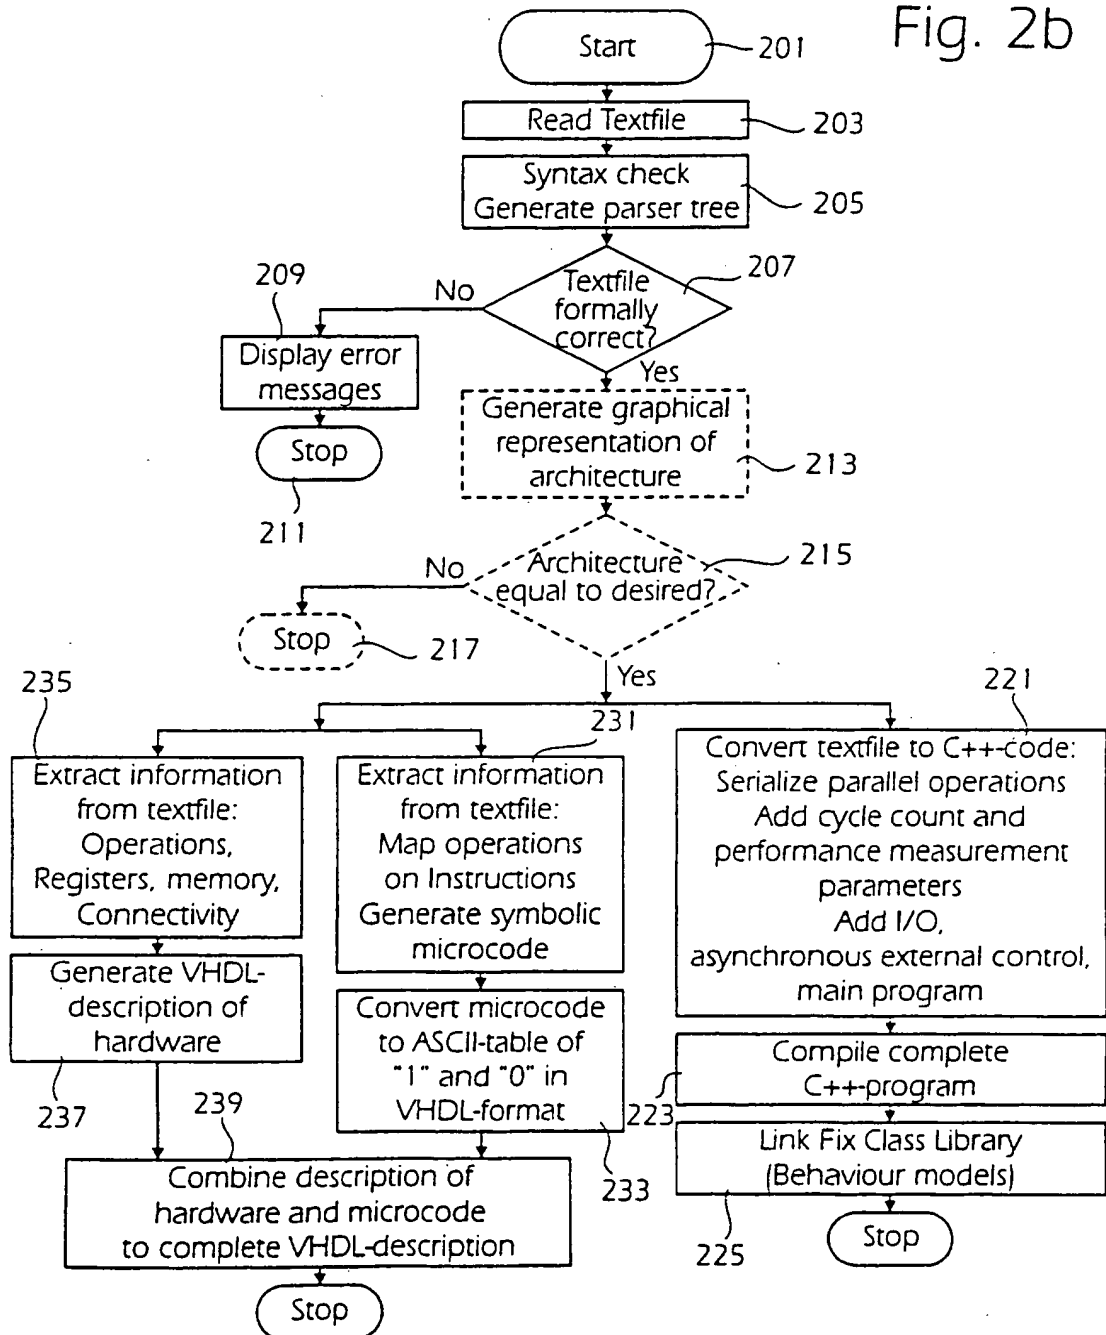 Fig. 2b
Start
201
Read Textfile
203
Syntax check
Generate parser tree
205
207
Textfile
formally
correct?
No
209
Display error
messages
Yes
Stop
211
Generate graphical
representation of
architecture
213
215
Architecture
equal to desired?
No
Stop
217
Yes
235
231
221
Extract information
from textfile:
Operations,
Registers, memory,
Connectivity
Extract information
from textfile:
Map operations
on Instructions
Generate symbolic
microcode
Convert textfile to C++-code:
Serialize parallel operations
Add cycle count and
performance measurement
parameters
Add I/O,
asynchronous external control,
main program
Generate VHDL-
description of
hardware
237
Convert microcode
to ASCII-table of
"1" and "0" in
VHDL-format
233
Compile complete
C++-program
223
Link Fix Class Library
(Behaviour models)
225
Stop
239
Combine description of
hardware and microcode
to complete VHDL-description
Stop